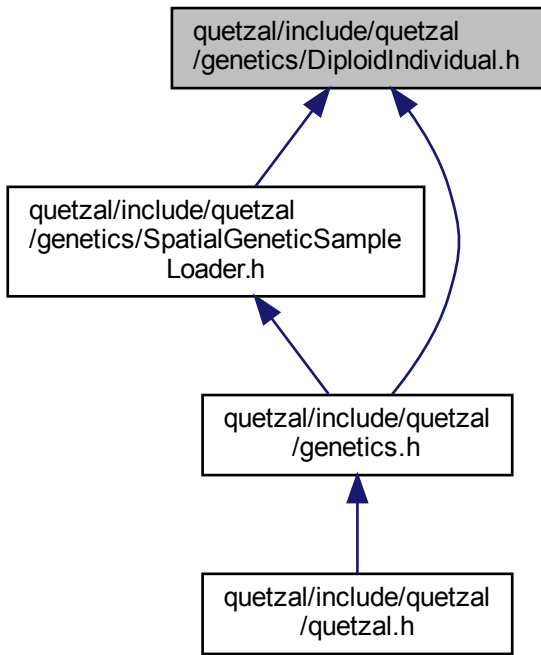 quetzal/include/quetzal
/genetics/DiploidIndividual.h
quetzal/include/quetzal
/genetics/SpatialGeneticSample
Loader.h
quetzal/include/quetzal
/genetics.h
quetzal/include/quetzal
/quetzal.h